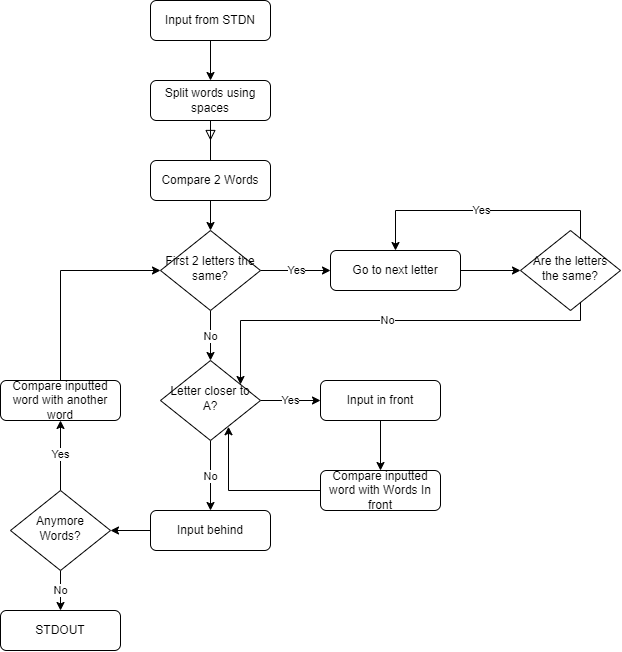 Input from STDN
Split words using
spaces
Compare 2 Words
Yes
First 2 letters the
same?
Yes
Go to next letter
Are the letters
the same?
No
No
Compare inputted
word with another
word
Letter closer to
A?
Yes
Input in front
Yes
No
Compare inputted
word with Words In
front
Anymore
Words?
Input behind
No
STDOUT